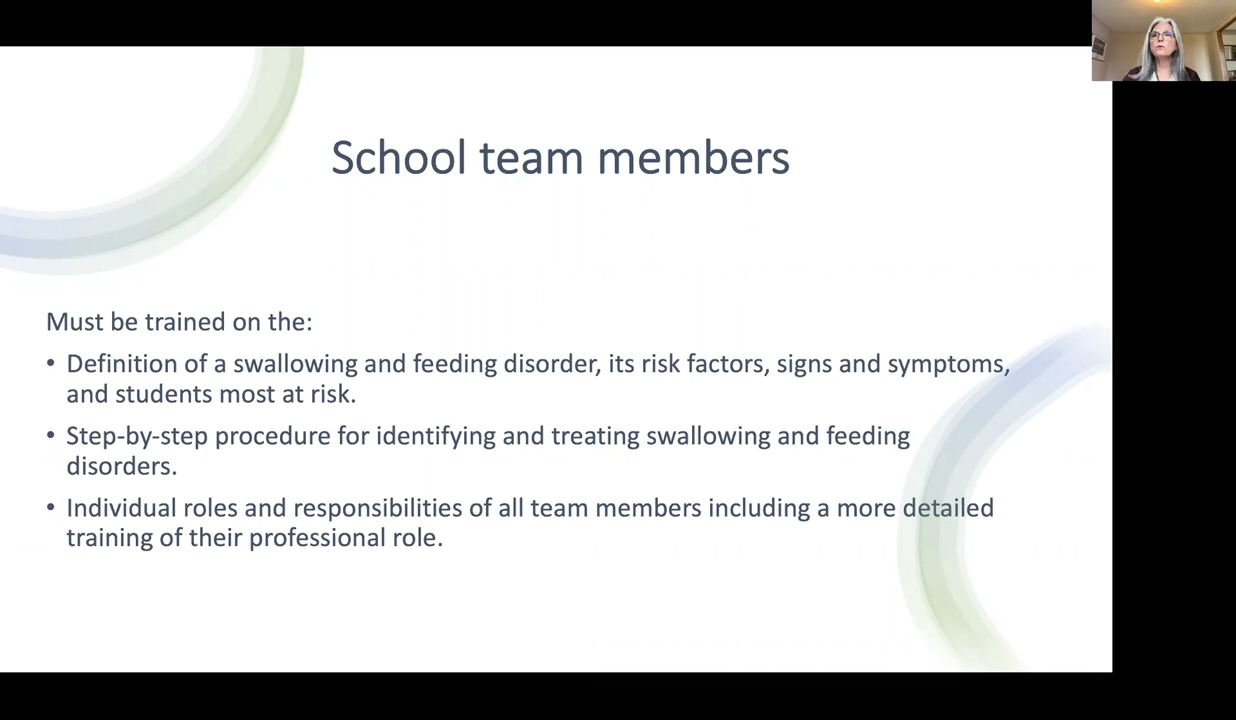 School team members
Must be trained on the:
• Definition of a swallowing and feeding disorder, its risk factors, signs and symptoms,
and students most at risk.
• Step-by-step procedure for identifying and treating swallowing and feeding
disorders.
• Individual roles and responsibilities of all team members including a more detailed
training of their professional role.